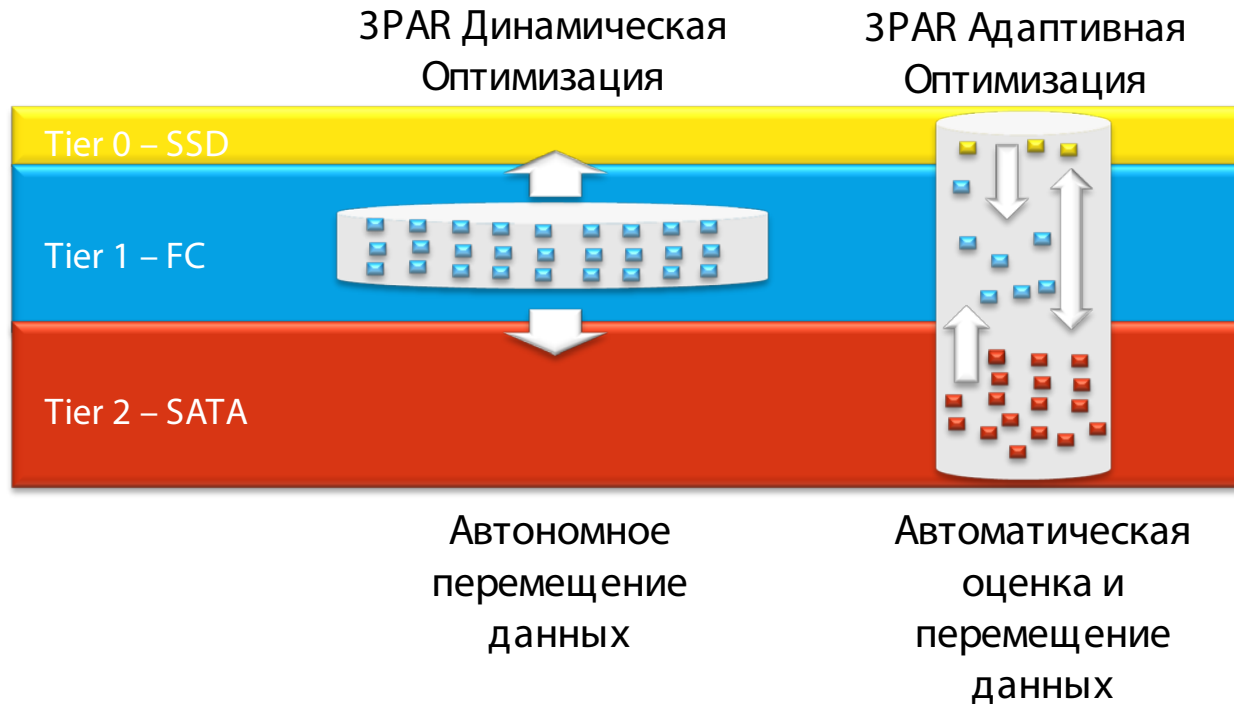 3PAR Динамическая
Оптимизация
3PAR Адаптивная
Оптимизация
Tier 0 – SSD
Tier 1 – FC
Tier 2 – SATA
Автономное
перемещение
данных
Автоматическая
оценка и
перемещение
данных